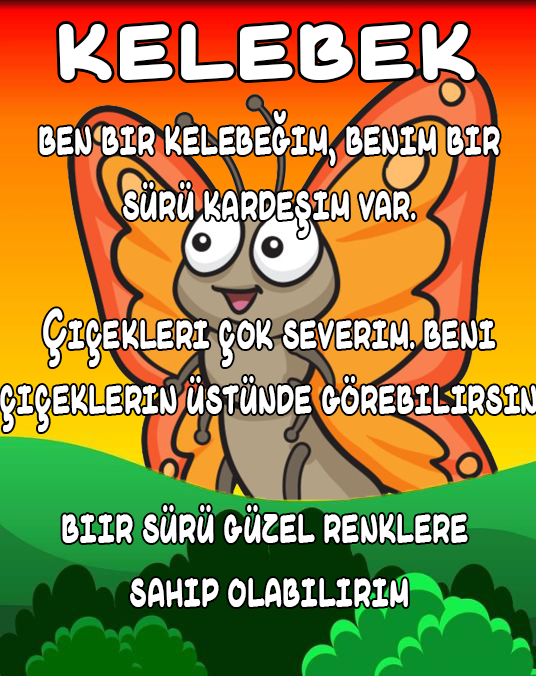 KELEBEK
BEN BIR KELEBEĞIM, BENIM BIR
SÜRÜ KARDEŞIM VAR.
ÇIÇEKLERI ÇOK SEVERIM. BENI
ÇIÇEKLERIN ÜSTÜNDE GÖREBILIRSIN
BIIR SÜRÜ GÜZEL RENKLERE
SAHIP OLABILIRIM